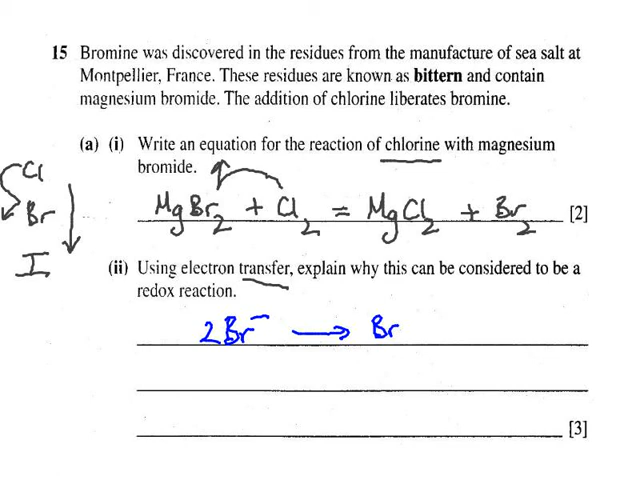 15 Bromine was discovered in the residues from the manufacture of sea salt at
Montpellier, France. These residues are known as bittern and contain
magnesium bromide. The addition of chlorine liberates bromine.
(a) (i) Write an equation for the reaction of chlorine with magnesium
bromide.
Cl
Br
I
MgBr₂ + Cl₂ = MgCl₂ + Br₂ [2]
(ii) Using electron transfer, explain why this can be considered to be a
redox reaction.
2Br⁻ → Br
[3]